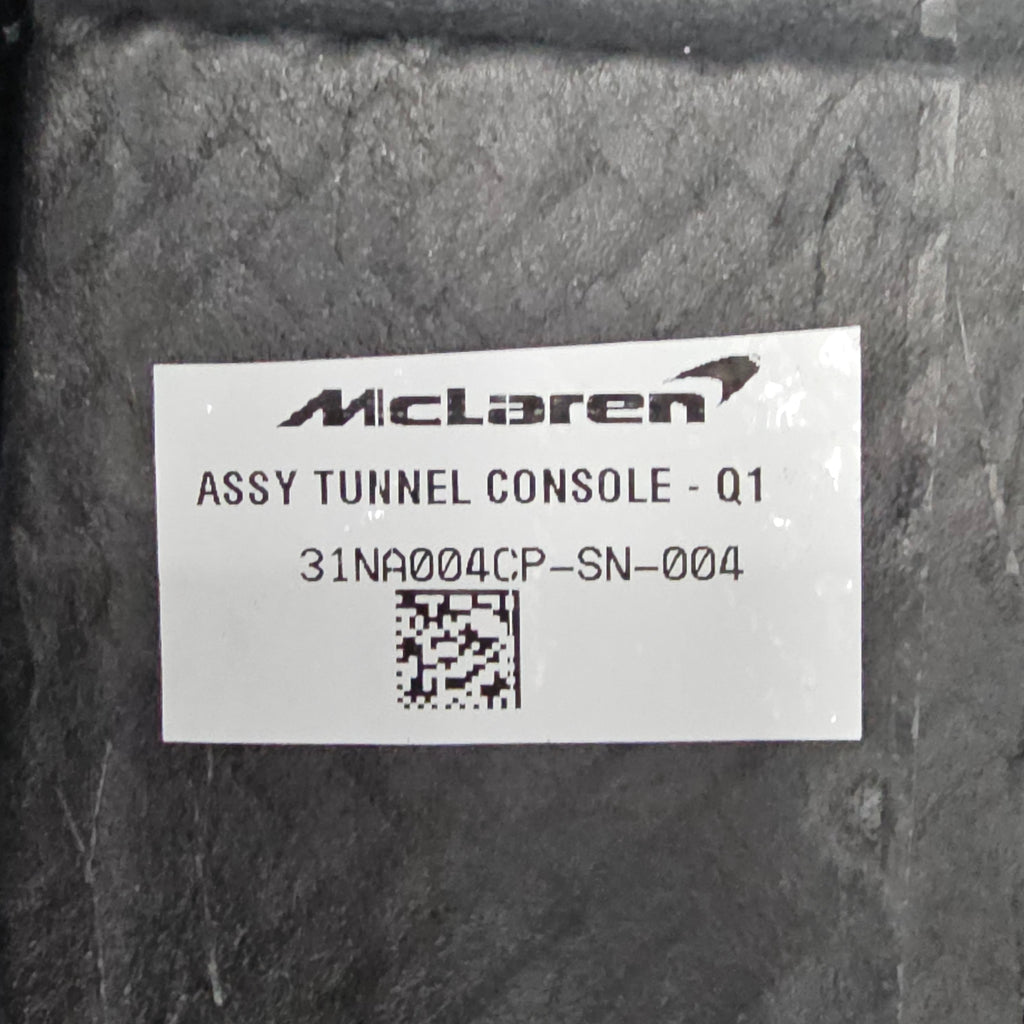 McLaren
ASSY TUNNEL CONSOLE - Q1
31NA004CP-SN-004